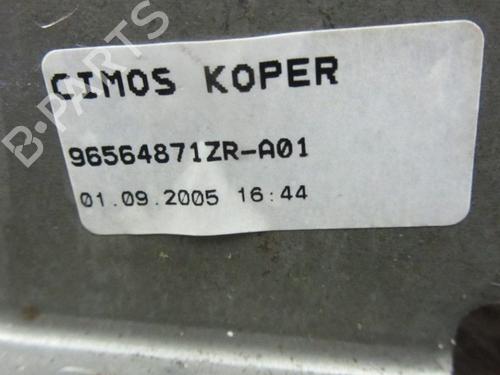 CIMOS KOPER
96564871ZR-A01
01.09.2005 16:44
B-PARTS